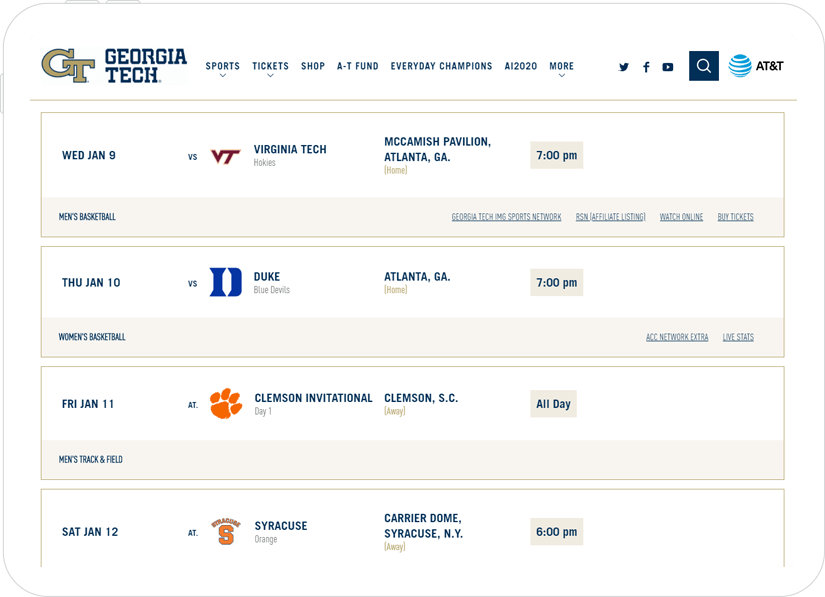 GEORGIA
TECH
SPORTS TICKETS SHOP A-T FUND EVERYDAY CHAMPIONS AI2020 MORE
AT&T
WED JAN 9
VS
VIRGINIA TECH
Hokies
MCCAMISH PAVILION,
ATLANTA, GA.
(Home)
7:00 pm
MEN'S BASKETBALL
GEORGIA TECH IMG SPORTS NETWORK RSN (AFFILIATE LISTING) WATCH ONLINE BUY TICKETS
THU JAN 10
VS
DUKE
Blue Devils
ATLANTA, GA.
(Home)
7:00 pm
WOMEN'S BASKETBALL
ACC NETWORK EXTRA LIVE STATS
FRI JAN 11
AT.
CLEMSON INVITATIONAL
Day 1
CLEMSON, S.C.
(Away)
All Day
MEN'S TRACK & FIELD
SAT JAN 12
AT.
SYRACUSE
S
SYRACUSE
Orange
CARRIER DOME,
SYRACUSE, N.Y.
(Away)
6:00 pm